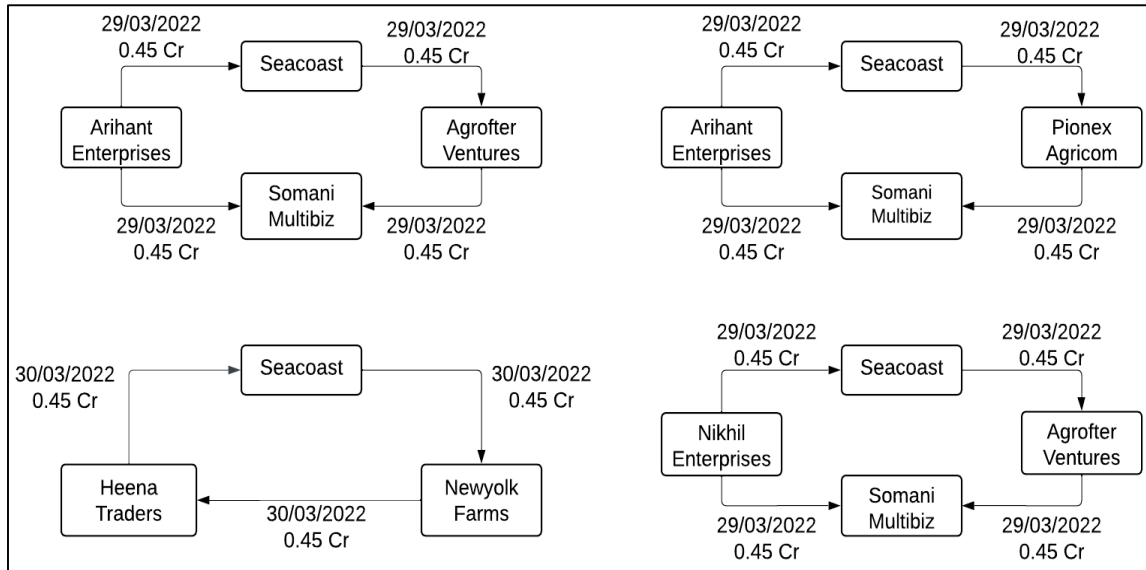 29/03/2022
0.45 Cr
Seacoast
29/03/2022
0.45 Cr
Arihant
Enterprises
Agrofter
Ventures
Somani
Multibiz
29/03/2022
0.45 Cr
29/03/2022
0.45 Cr
29/03/2022
0.45 Cr
Seacoast
29/03/2022
0.45 Cr
Arihant
Enterprises
Pionex
Agricom
Somani
Multibiz
29/03/2022
0.45 Cr
29/03/2022
0.45 Cr
Seacoast
30/03/2022
0.45 Cr
30/03/2022
0.45 Cr
Heena
Traders
Newyolk
Farms
30/03/2022
0.45 Cr
29/03/2022
0.45 Cr
Seacoast
29/03/2022
0.45 Cr
Nikhil
Enterprises
Agrofter
Ventures
Somani
Multibiz
29/03/2022
0.45 Cr
29/03/2022
0.45 Cr